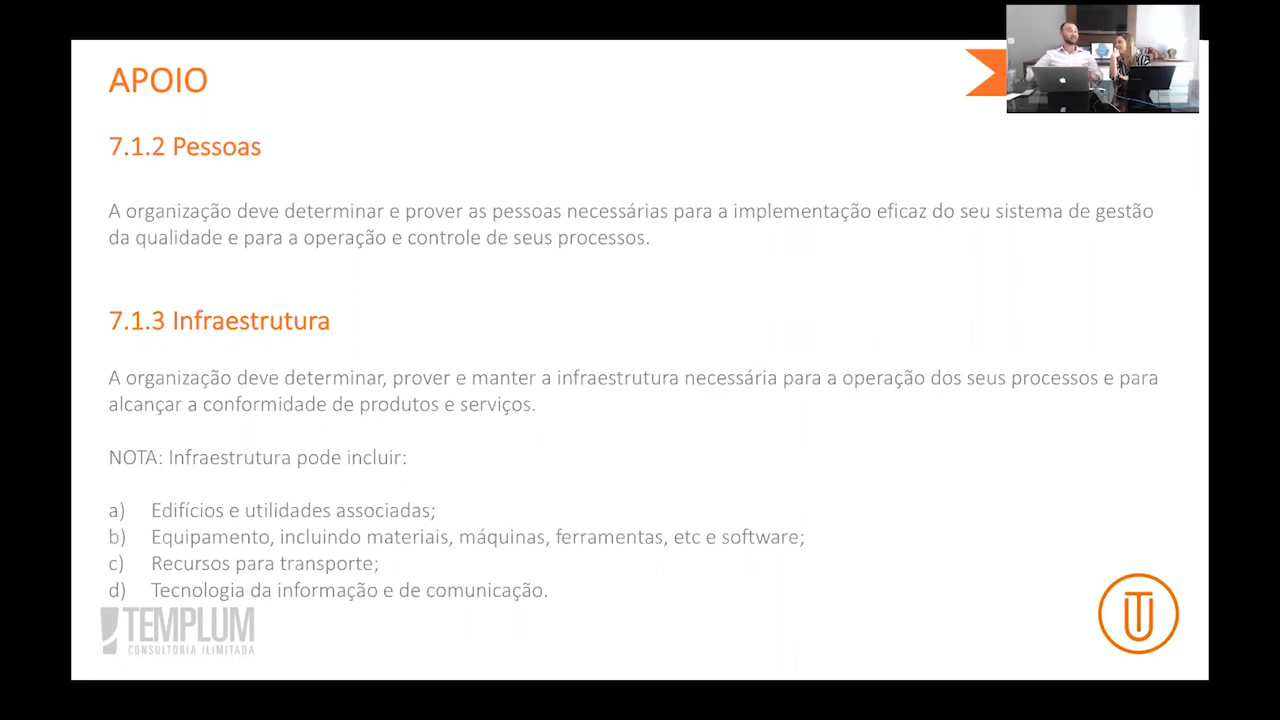 APOIO
7.1.2 Pessoas
A organização deve determinar e prover as pessoas necessárias para a implementação eficaz do seu sistema de gestão
da qualidade e para a operação e controle de seus processos.
7.1.3 Infraestrutura
A organização deve determinar, prover e manter a infraestrutura necessária para a operação dos seus processos e para
alcançar a conformidade de produtos e serviços.
NOTA: Infraestrutura pode incluir:
a) Edifícios e utilidades associadas;
b) Equipamento, incluindo materiais, máquinas, ferramentas, etc e software;
c) Recursos para transporte;
d) Tecnologia da informação e de comunicação.
TEMPLUM
CONSULTORIA ILIMITADA